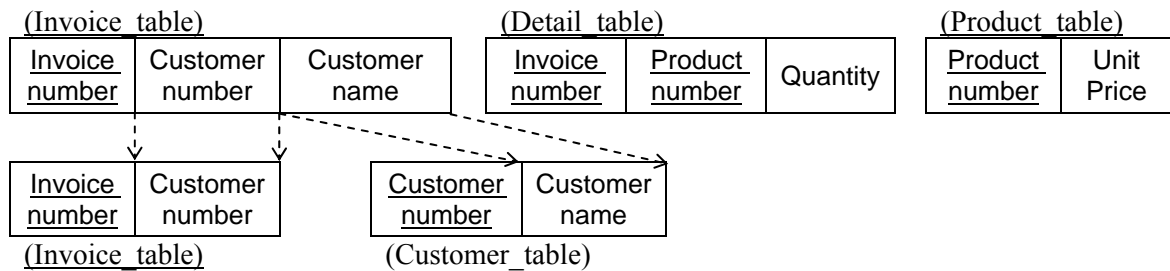 (Invoice_table)
(Detail_table)
(Product_table)
Invoice number
Customer number
Customer name
Invoice number
Product number
Quantity
Product number
Unit Price
Invoice number
Customer number
Customer number
Customer name
(Invoice_table)
(Customer_table)